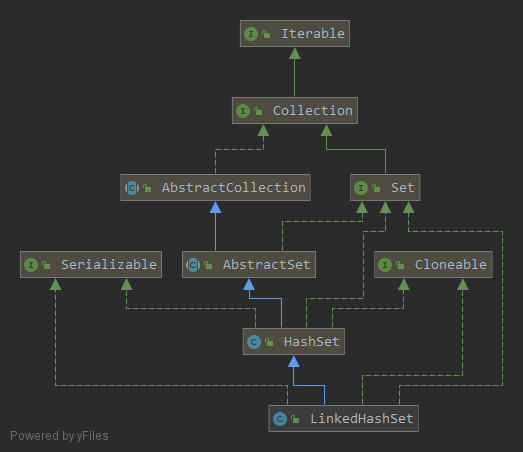 I Iterable
I Collection
C AbstractCollection
I Set
I Serializable
C AbstractSet
I Cloneable
C HashSet
C LinkedHashSet
Powered by yFiles